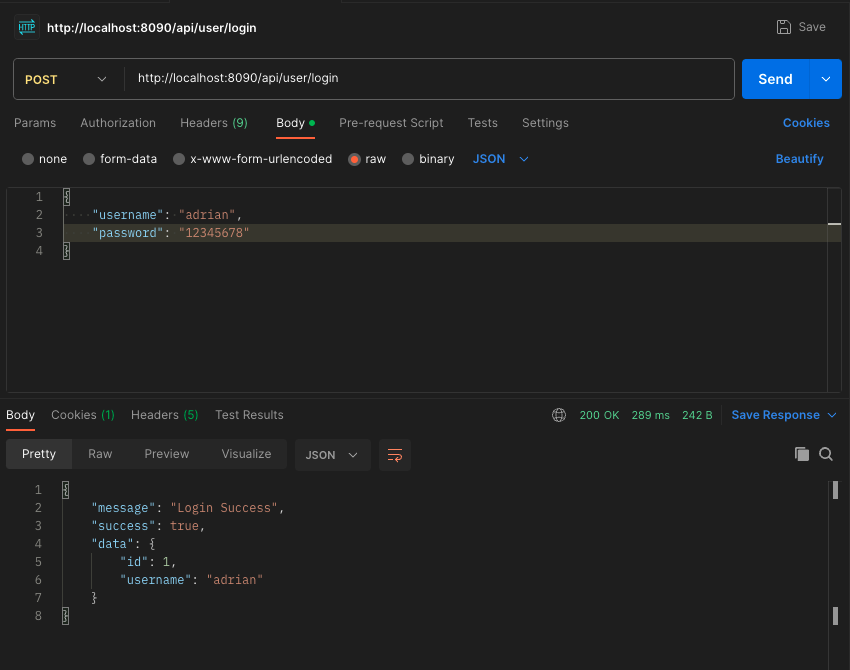 HTTP http://localhost:8090/api/user/login Save
POST http://localhost:8090/api/user/login Send
Params Authorization Headers (9) Body Pre-request Script Tests Settings Cookies
none form-data x-www-form-urlencoded raw binary JSON Beautify
1 {
2 "username": "adrian",
3 "password": "12345678"
4 }
Body Cookies (1) Headers (5) Test Results 200 OK 289 ms 242 B Save Response
Pretty Raw Preview Visualize JSON
1 {
2 "message": "Login Success",
3 "success": true,
4 "data": {
5 "id": 1,
6 "username": "adrian"
7 }
8 }